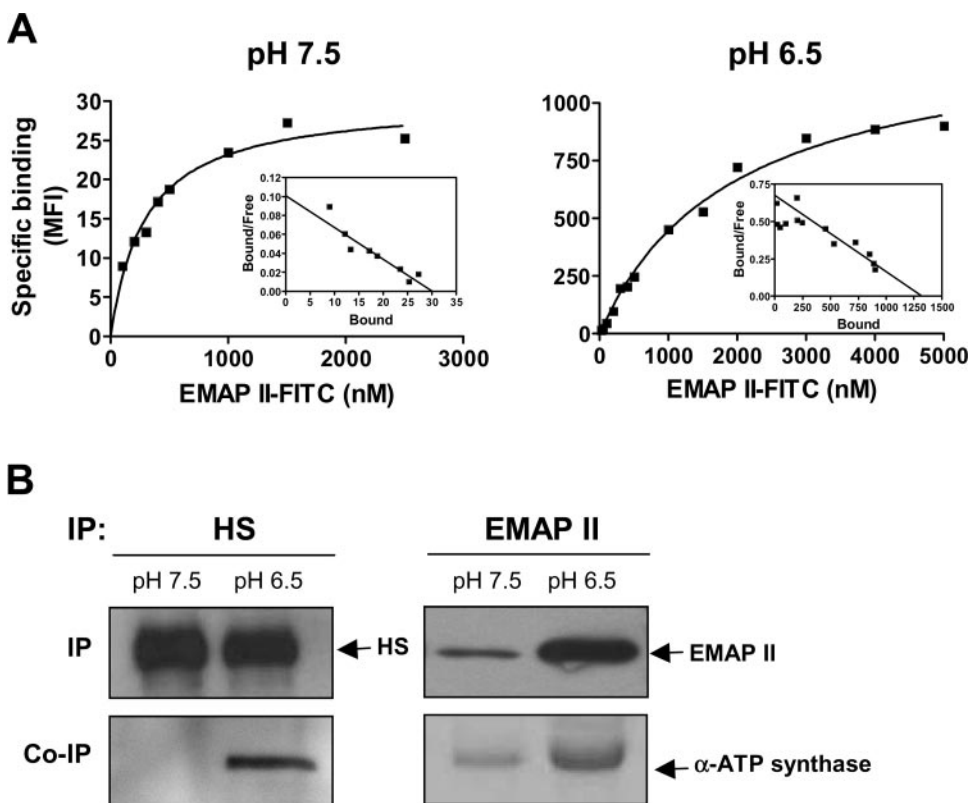 A
pH 7.5
pH 6.5
Specific binding
(MFI)
30
25
20
15
10
5
0
0 1000 2000 3000
EMAP II-FITC (nM)
Bound/Free
0.12
0.10
0.08
0.06
0.04
0.02
0.00
0 5 10 15 20 25 30 35
Bound
1000
750
500
250
0
0 1000 2000 3000 4000 5000
EMAP II-FITC (nM)
Bound/Free
0.75
0.50
0.25
0.00
0 250 500 750 1000 1250 1500
Bound
B
IP: HS EMAP II
pH 7.5 pH 6.5 pH 7.5 pH 6.5
IP HS EMAP II
Co-IP α-ATP synthase